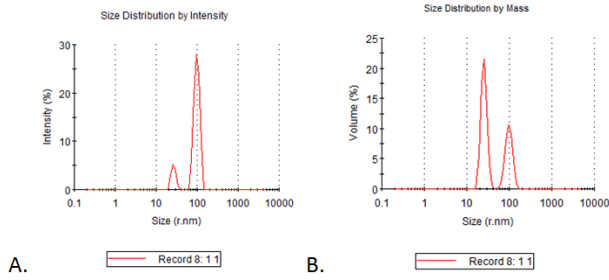 Size Distribution by Intensity
30
20
10
0
Intensity (%)
0.1 1 10 100 1000 10000
Size (r.nm)
Record 8: 1 1
A.
Size Distribution by Mass
25
20
15
10
5
0
Volume (%)
0.1 1 10 100 1000 10000
Size (r.nm)
Record 8: 1 1
B.